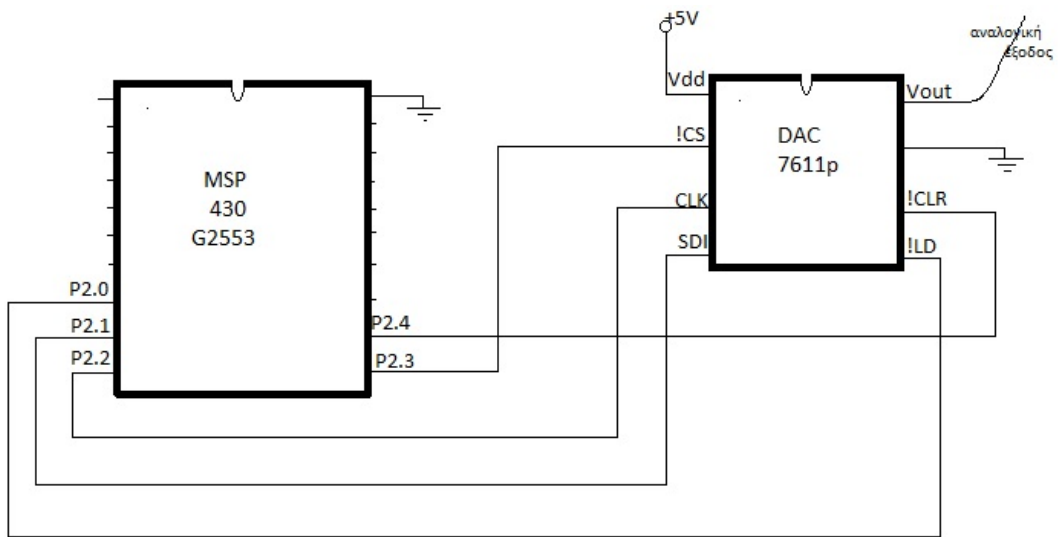 +5V
αναλογική
έξοδος
Vdd
Vout
!CS
DAC
7611p
MSP
430
G2553
CLK
!CLR
SDI
!LD
P2.0
P2.1
P2.4
P2.2
P2.3